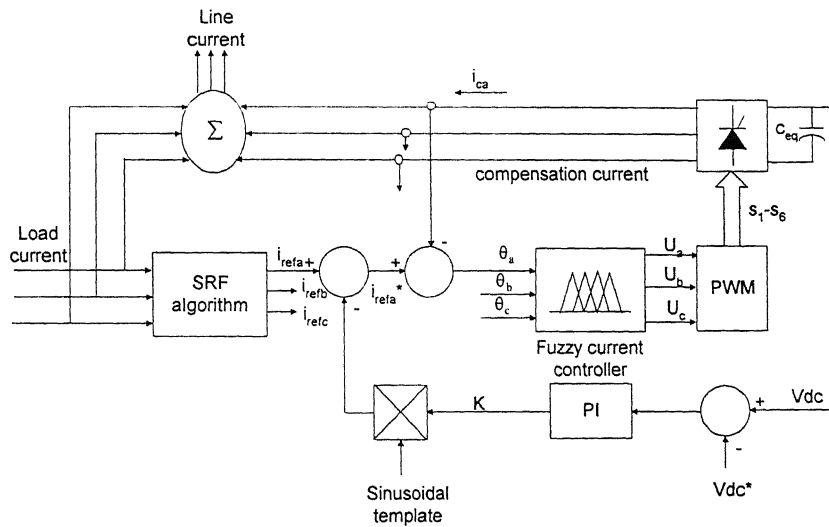 Line
current
i_ca
Σ
C_eq
compensation current
s_1-s_6
Load
current
SRF
algorithm
i_refa +
i_refb
i_refc
-
+
i_refa*
-
θ_a
θ_b
θ_c
U_a
U_b
U_c
PWM
Fuzzy current
controller
K
PI
+
Vdc
-
Vdc*
Sinusoidal
template